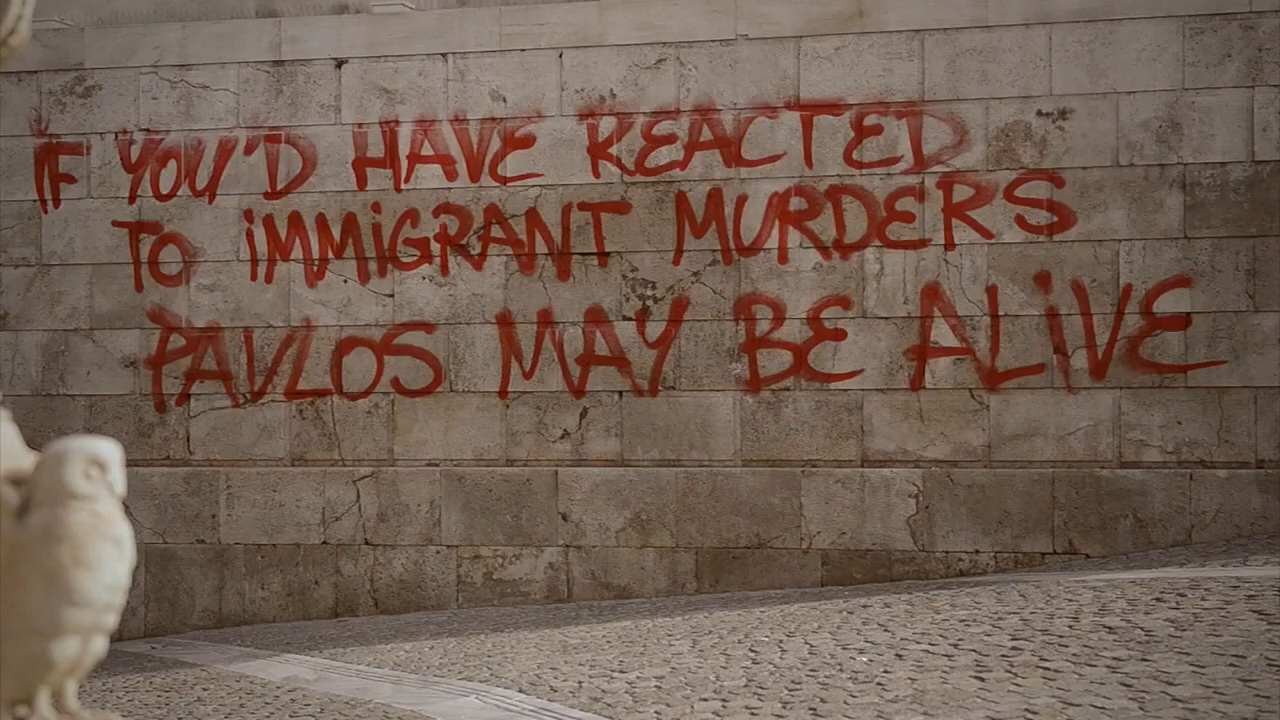 IF YOU'D HAVE REACTED
TO IMMIGRANT MURDERS
PAVLOS MAY BE ALIVE